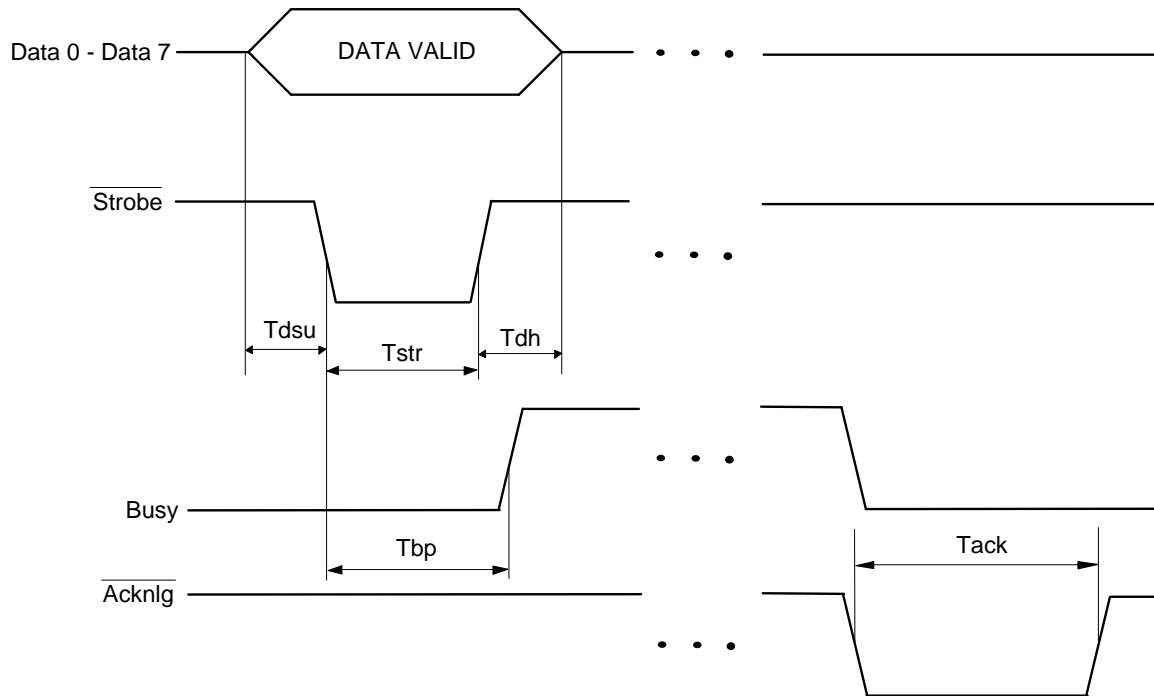 Data 0 - Data 7
DATA VALID
Strobe
Tdsu
Tstr
Tdh
Busy
Tbp
Tack
Acknlg